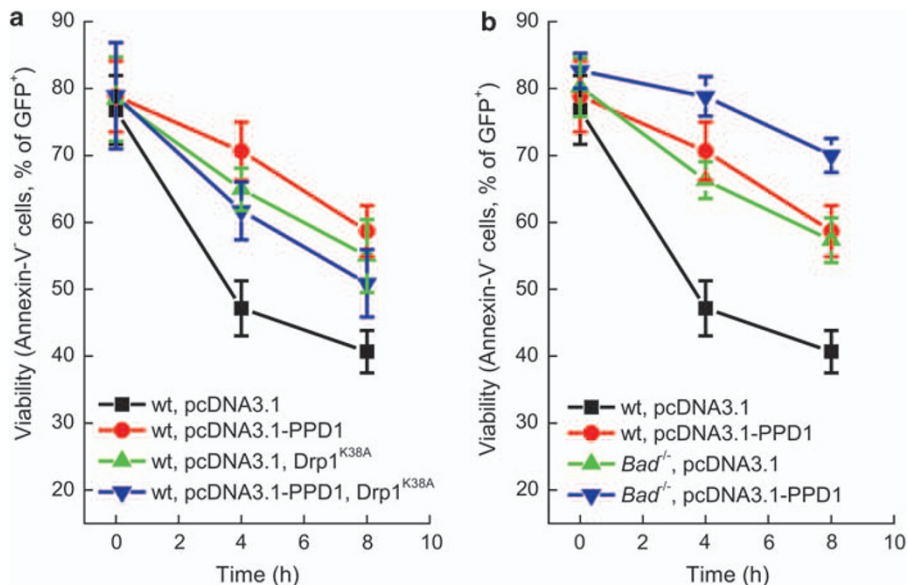 a
Viability (Annexin-V⁻ cells, % of GFP⁺)
90
80
70
60
50
40
30
20
wt, pcDNA3.1
wt, pcDNA3.1-PPD1
wt, pcDNA3.1, Drp1ᴷ³⁸ᴬ
wt, pcDNA3.1-PPD1, Drp1ᴷ³⁸ᴬ
0 2 4 6 8 10
Time (h)
b
Viability (Annexin-V⁻ cells, % of GFP⁺)
90
80
70
60
50
40
30
20
wt, pcDNA3.1
wt, pcDNA3.1-PPD1
Bad⁻/⁻, pcDNA3.1
Bad⁻/⁻, pcDNA3.1-PPD1
0 2 4 6 8 10
Time (h)